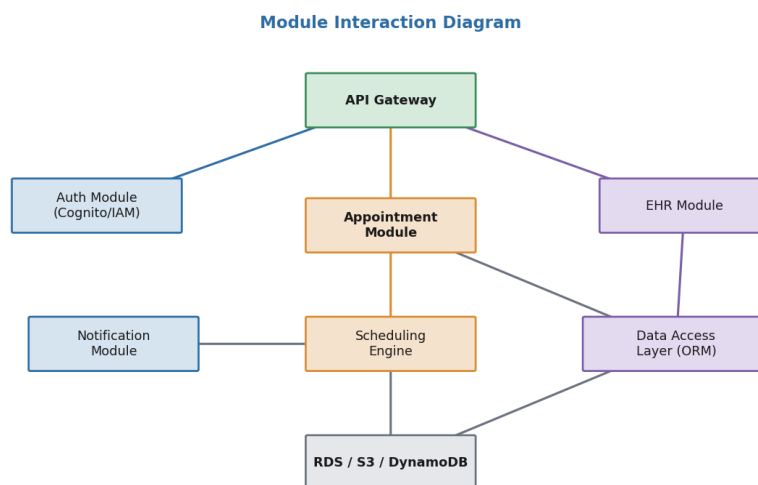 Module Interaction Diagram
API Gateway
Auth Module
(Cognito/IAM)
Appointment
Module
EHR Module
Notification
Module
Scheduling
Engine
Data Access
Layer (ORM)
RDS / S3 / DynamoDB